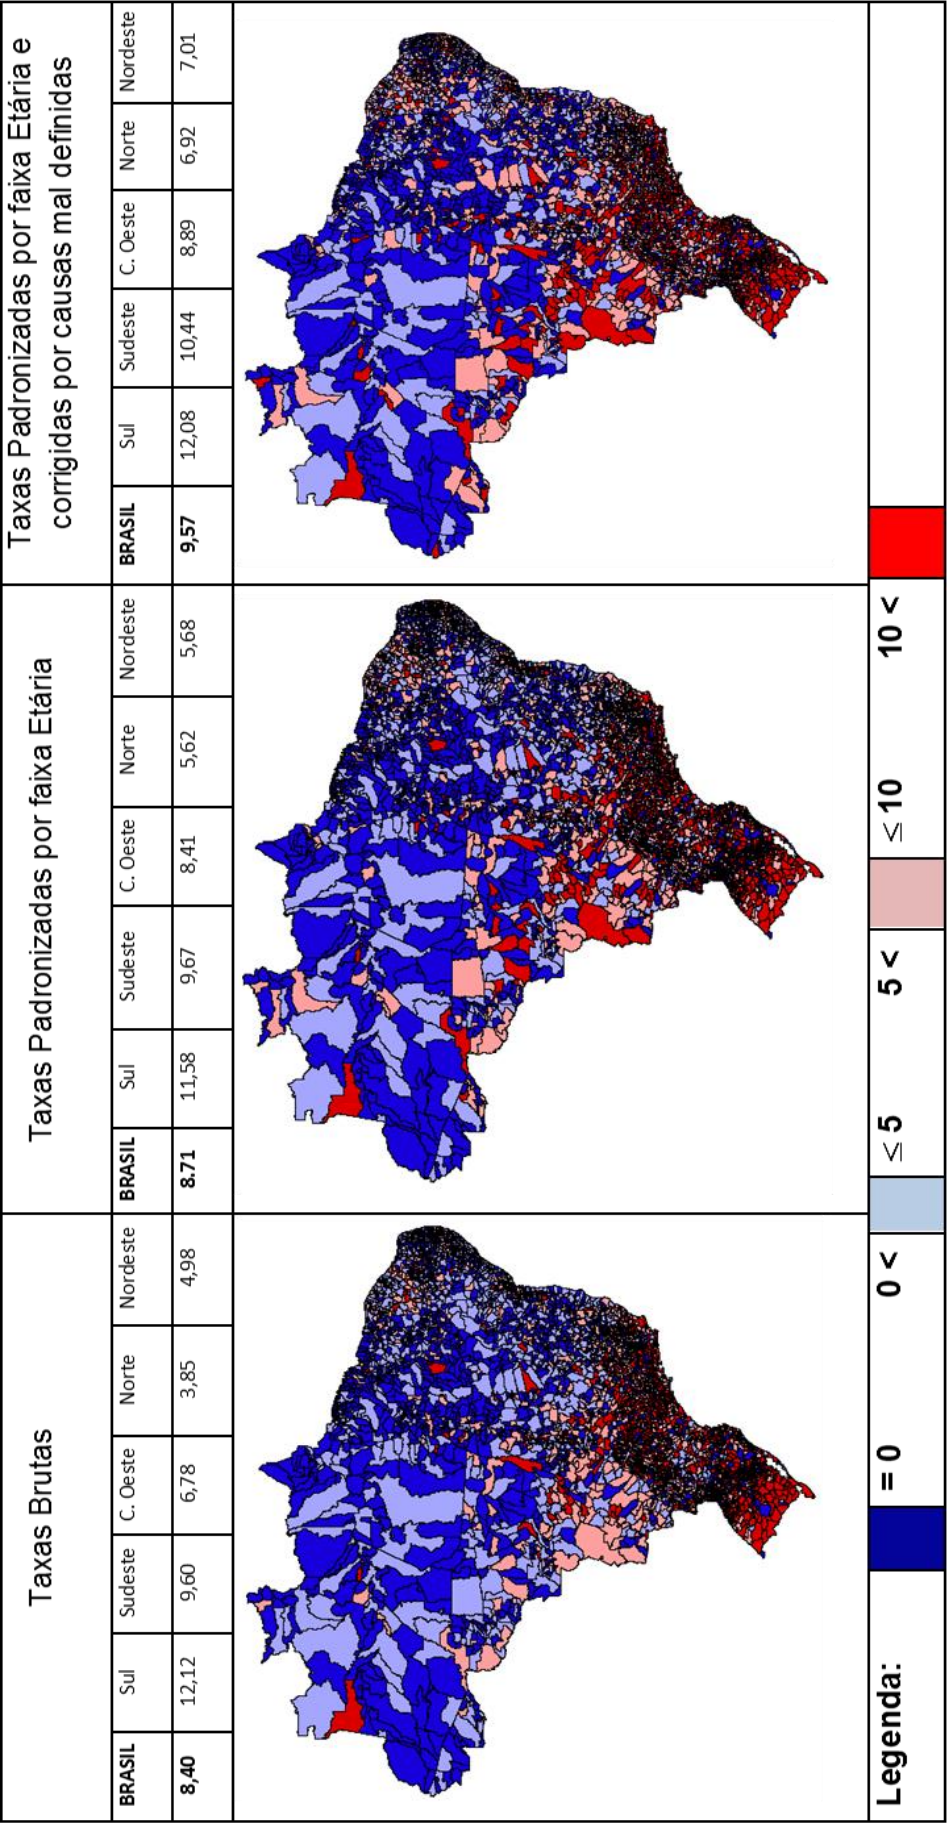 Taxas Brutas
BRASIL Sul Sudeste C. Oeste Norte Nordeste
8,40 12,12 9,60 6,78 3,85 4,98
Taxas Padronizadas por faixa Etária
BRASIL Sul Sudeste C. Oeste Norte Nordeste
8.71 11,58 9,67 8,41 5,62 5,68
Taxas Padronizadas por faixa Etária e
corrigidas por causas mal definidas
BRASIL Sul Sudeste C. Oeste Norte Nordeste
9,57 12,08 10,44 8,89 6,92 7,01
Legenda: = 0 0 < ≤ 5 5 < ≤ 10 10 <